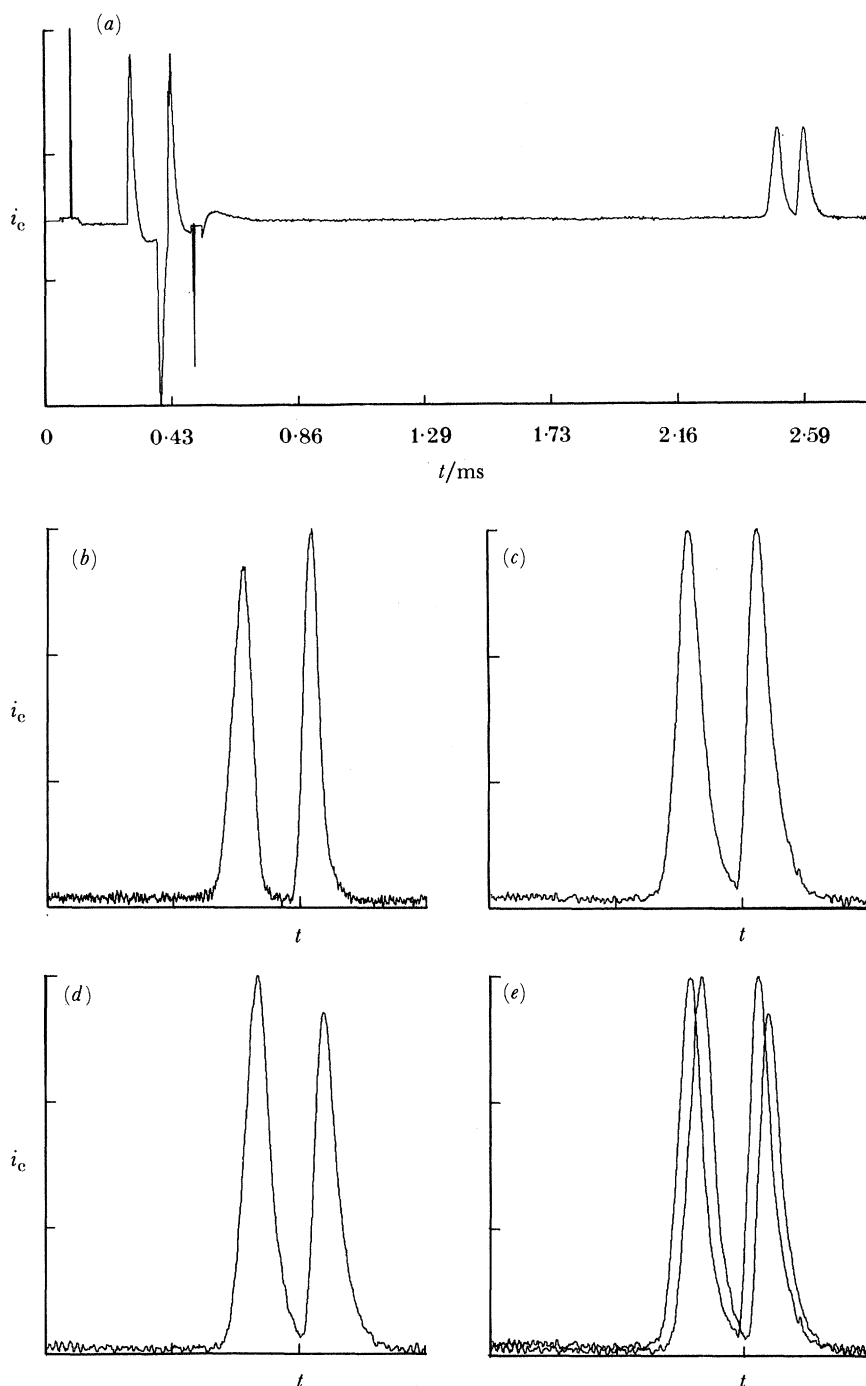 (a)
i_c
0 0·43 0·86 1·29 1·73 2·16 2·59
t/ms
(b) (c)
i_c
t t
(d) (e)
i_c
t t